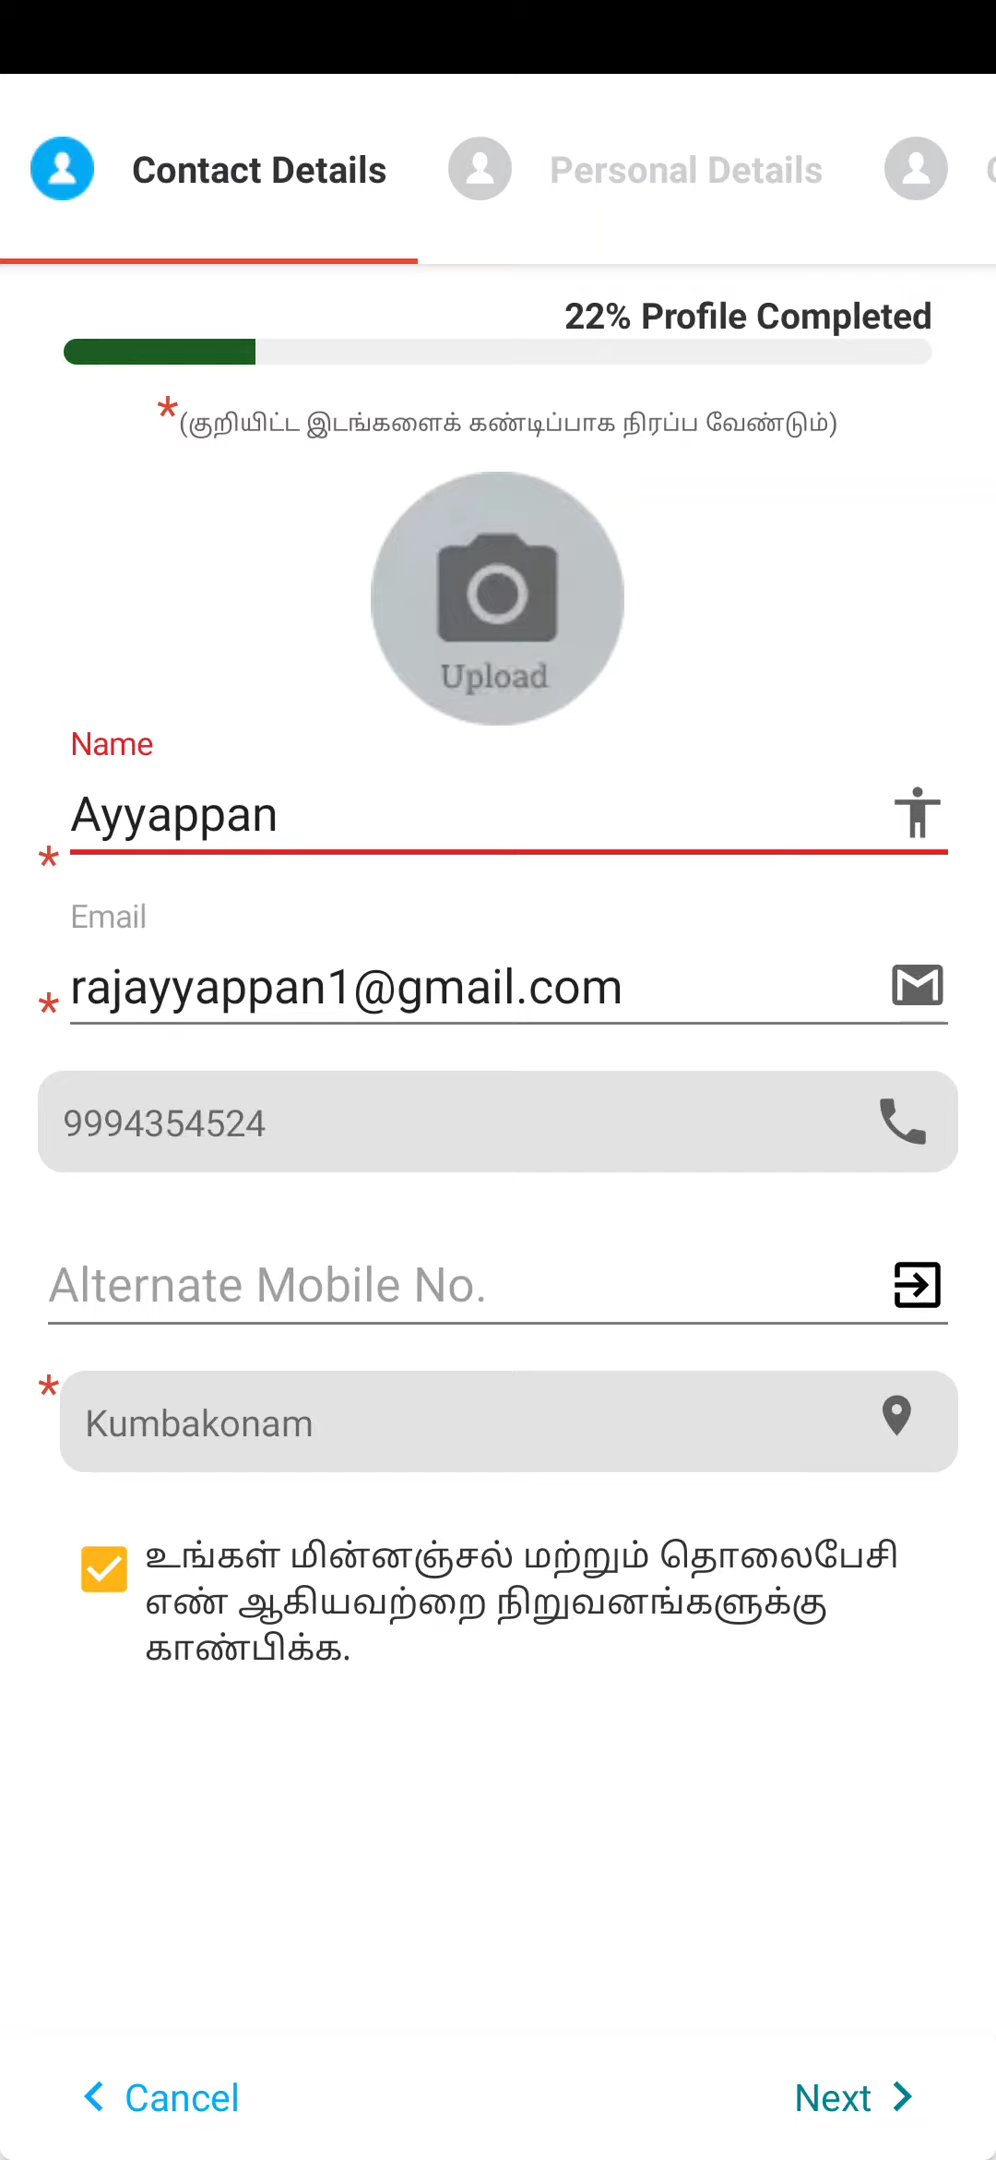 Contact Details
Personal Details
22% Profile Completed
*(குறியிட்ட இடங்களைக் கண்டிப்பாக நிரப்ப வேண்டும்)
Upload
Name
Ayyappan
*
Email
* rajayyappan1@gmail.com
9994354524
Alternate Mobile No.
*
Kumbakonam
உங்கள் மின்னஞ்சல் மற்றும் தொலைபேசி
எண் ஆகியவற்றை நிறுவனங்களுக்கு
காண்பிக்க.
Cancel
Next